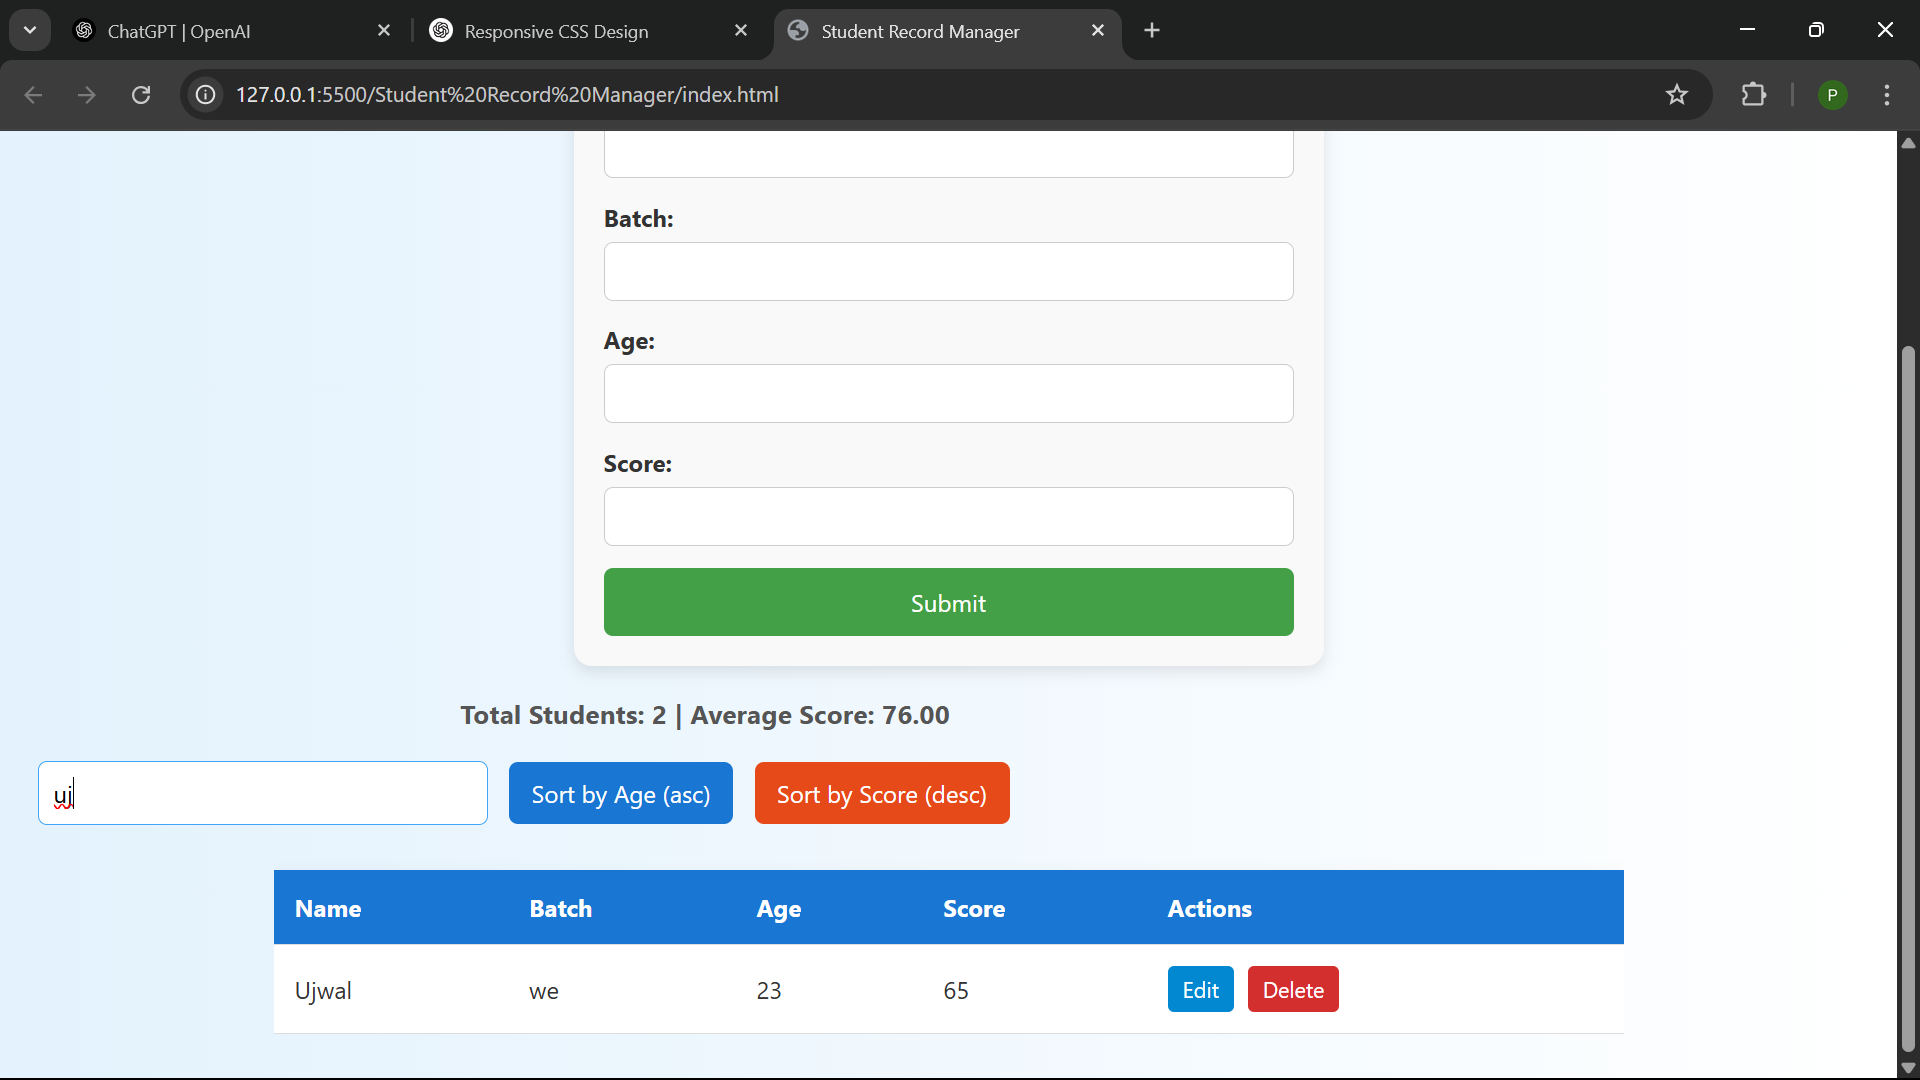 ChatGPT | OpenAI
Responsive CSS Design
Student Record Manager
127.0.0.1:5500/Student%20Record%20Manager/index.html
P
Batch:
Age:
Score:
Submit
Total Students: 2 | Average Score: 76.00
uj
Sort by Age (asc)
Sort by Score (desc)
Name Batch Age Score Actions
Ujwal we 23 65 Edit Delete